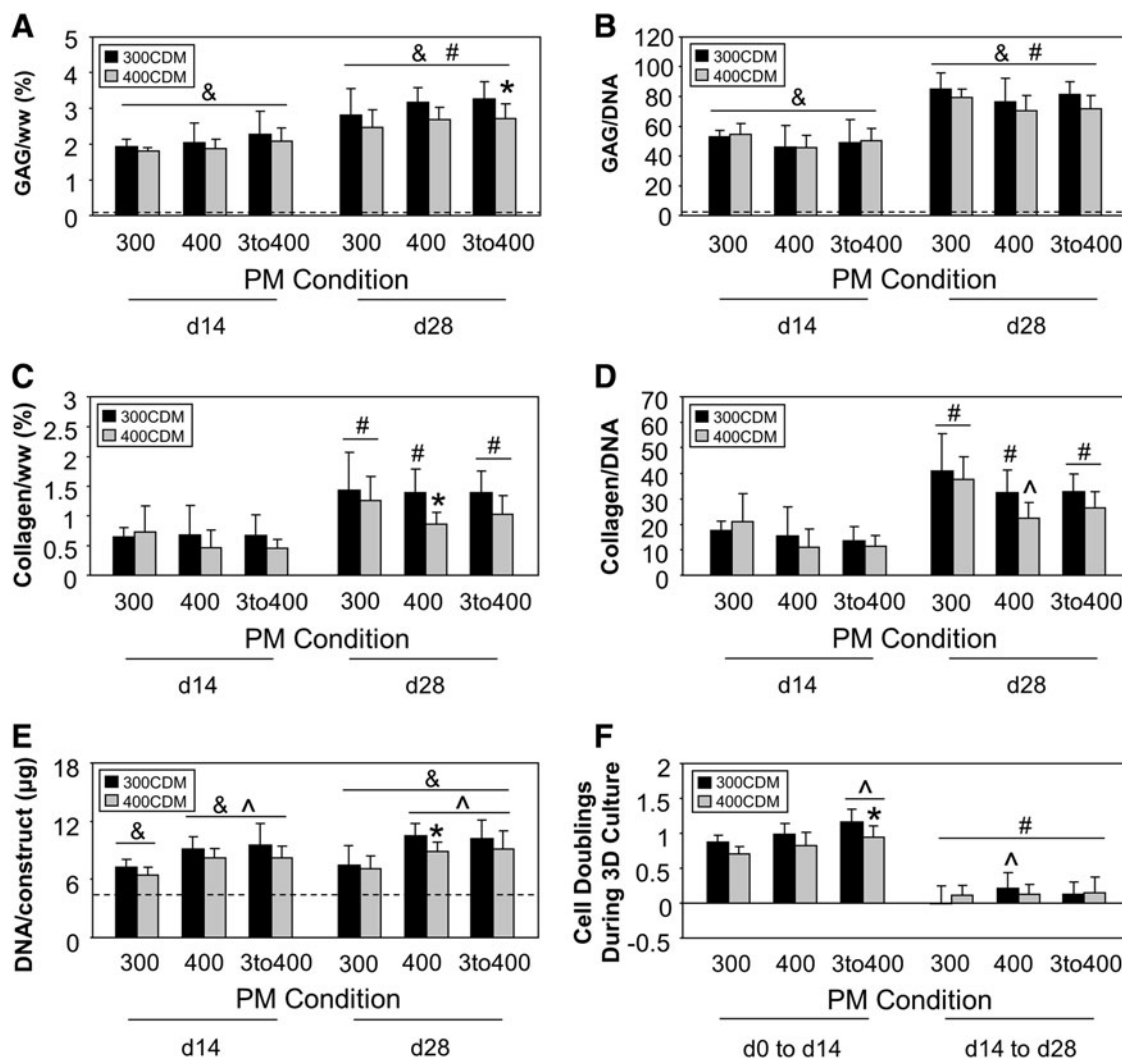 A
GAG/ww (%)
5
4
3
2
1
0
300CDM
400CDM
&
& #
*
300 400 3to400 300 400 3to400
PM Condition
d14 d28
B
GAG/DNA
120
100
80
60
40
20
0
300CDM
400CDM
&
& #
300 400 3to400 300 400 3to400
PM Condition
d14 d28
C
Collagen/ww (%)
3
2.5
2
1.5
1
0.5
0
300CDM
400CDM
# # #
*
300 400 3to400 300 400 3to400
PM Condition
d14 d28
D
Collagen/DNA
70
60
50
40
30
20
10
0
300CDM
400CDM
# # #
^
300 400 3to400 300 400 3to400
PM Condition
d14 d28
E
DNA/construct (µg)
18
12
6
0
300CDM
400CDM
&
& ^
&
^
*
300 400 3to400 300 400 3to400
PM Condition
d14 d28
F
Cell Doublings
During 3D Culture
2
1.5
1
0.5
0
-0.5
300CDM
400CDM
^
*
#
^
300 400 3to400 300 400 3to400
PM Condition
d0 to d14 d14 to d28